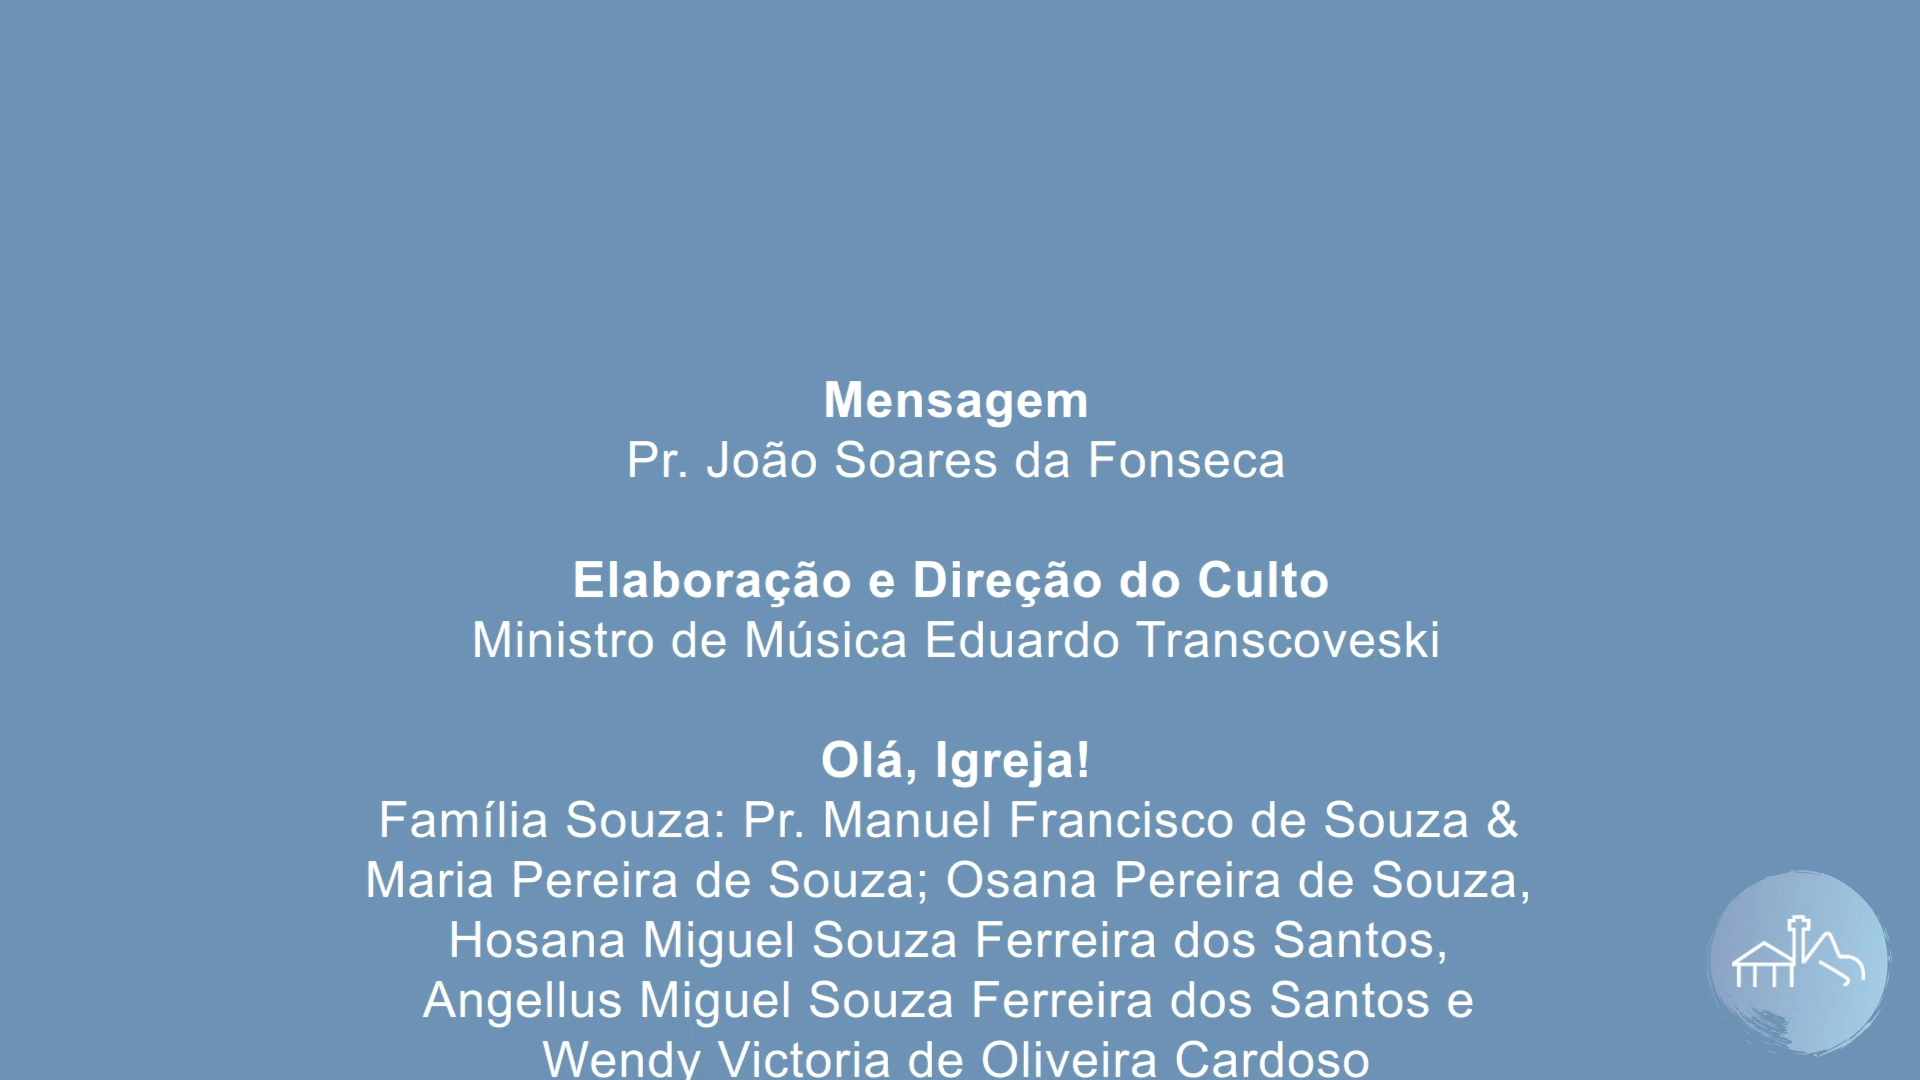 Mensagem
Pr. João Soares da Fonseca
Elaboração e Direção do Culto
Ministro de Música Eduardo Transcoveski
Olá, Igreja!
Família Souza: Pr. Manuel Francisco de Souza &
Maria Pereira de Souza; Osana Pereira de Souza,
Hosana Miguel Souza Ferreira dos Santos,
Angellus Miguel Souza Ferreira dos Santos e
Wendy Victoria de Oliveira Cardoso